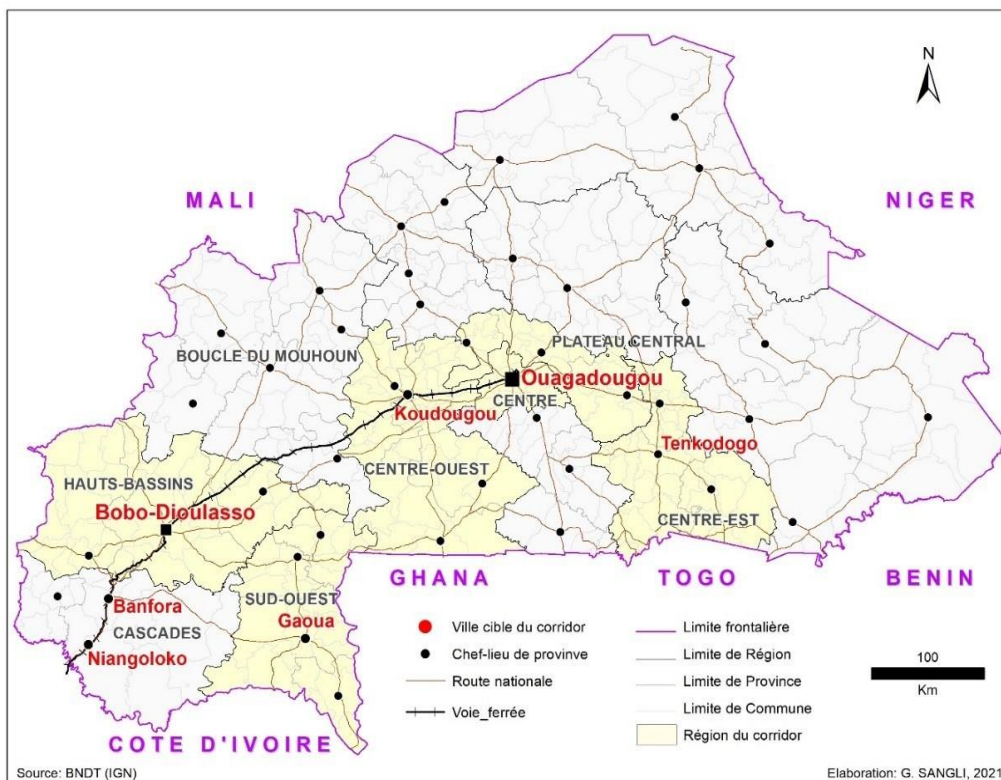 N
MALI
NIGER
BOUCLE DU MOUHOUN
PLATEAU CENTRAL
Ouagadougou
CENTRE
Koudougou
Tenkodogo
CENTRE-OUEST
HAUTS-BASSINS
Bobo-Dioulasso
CENTRE-EST
GHANA
TOGO
BENIN
SUD-OUEST
Banfora
Gaoua
CASCADES
Niangoloko
COTE D'IVOIRE
Ville cible du corridor
Chef-lieu de provinve
Route nationale
Voie_ferrée
Limite frontalière
Limite de Région
Limite de Province
Limite de Commune
Région du corridor
100
Km
Source: BNDT (IGN)
Elaboration: G. SANGLI, 2021